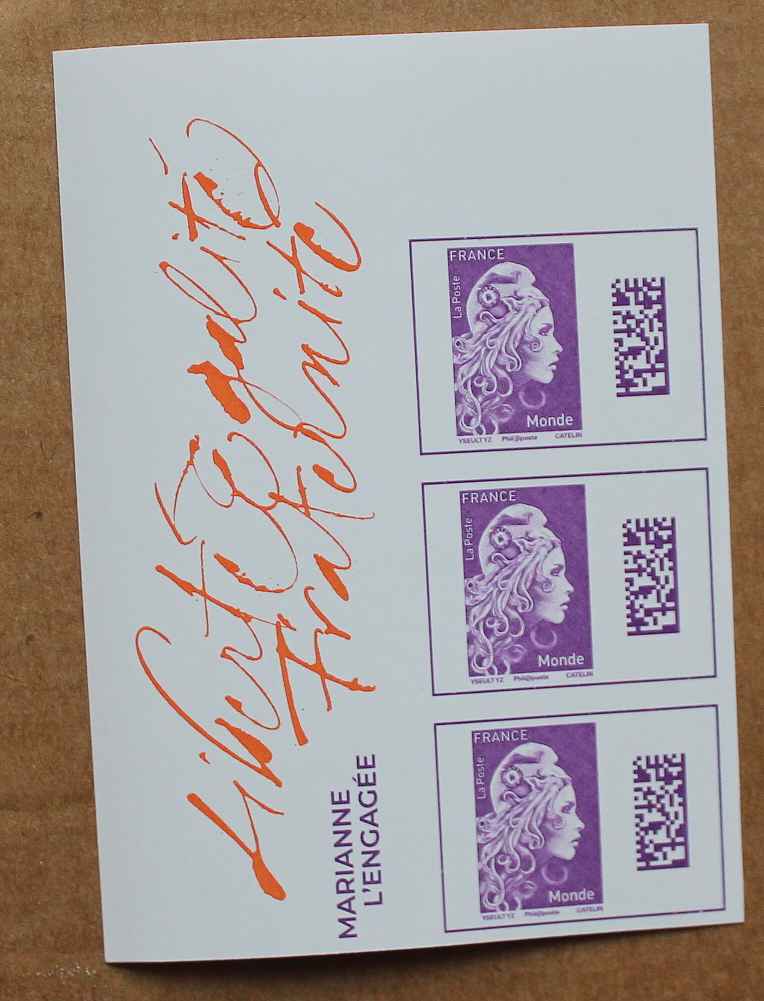 Liberté Égalité
Fraternité
MARIANNE
L'ENGAGÉE
FRANCE
La Poste
Monde
YSEULT YZ Phil@poste CATELIN
FRANCE
La Poste
Monde
YSEULT YZ Phil@poste CATELIN
FRANCE
La Poste
Monde
YSEULT YZ Phil@poste CATELIN